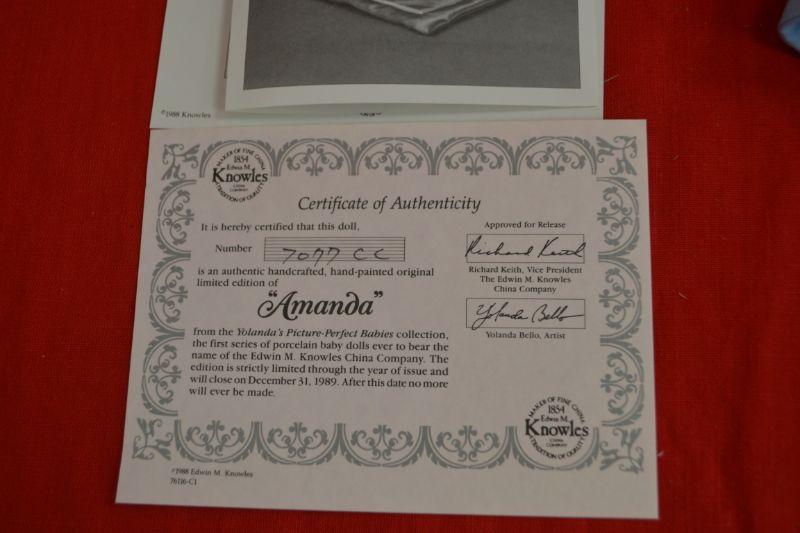 ©1988 Knowles
MAKER OF FINE CHINA
1854
Edwin M.
Knowles
CHINA
COMPANY
TRADITION OF QUALITY
Certificate of Authenticity
It is hereby certified that this doll,
Number 7077 CC
is an authentic handcrafted, hand-painted original
limited edition of
"Amanda"
from the Yolanda's Picture-Perfect Babies collection,
the first series of porcelain baby dolls ever to bear the
name of the Edwin M. Knowles China Company. The
edition is strictly limited through the year of issue and
will close on December 31, 1989. After this date no more
will ever be made.
Approved for Release
Richard Keith
Richard Keith, Vice President
The Edwin M. Knowles
China Company
Yolanda Bello
Yolanda Bello, Artist
MAKER OF FINE CHINA
1854
Edwin M.
Knowles
CHINA
COMPANY
TRADITION OF QUALITY
©1988 Edwin M. Knowles
76116-C1